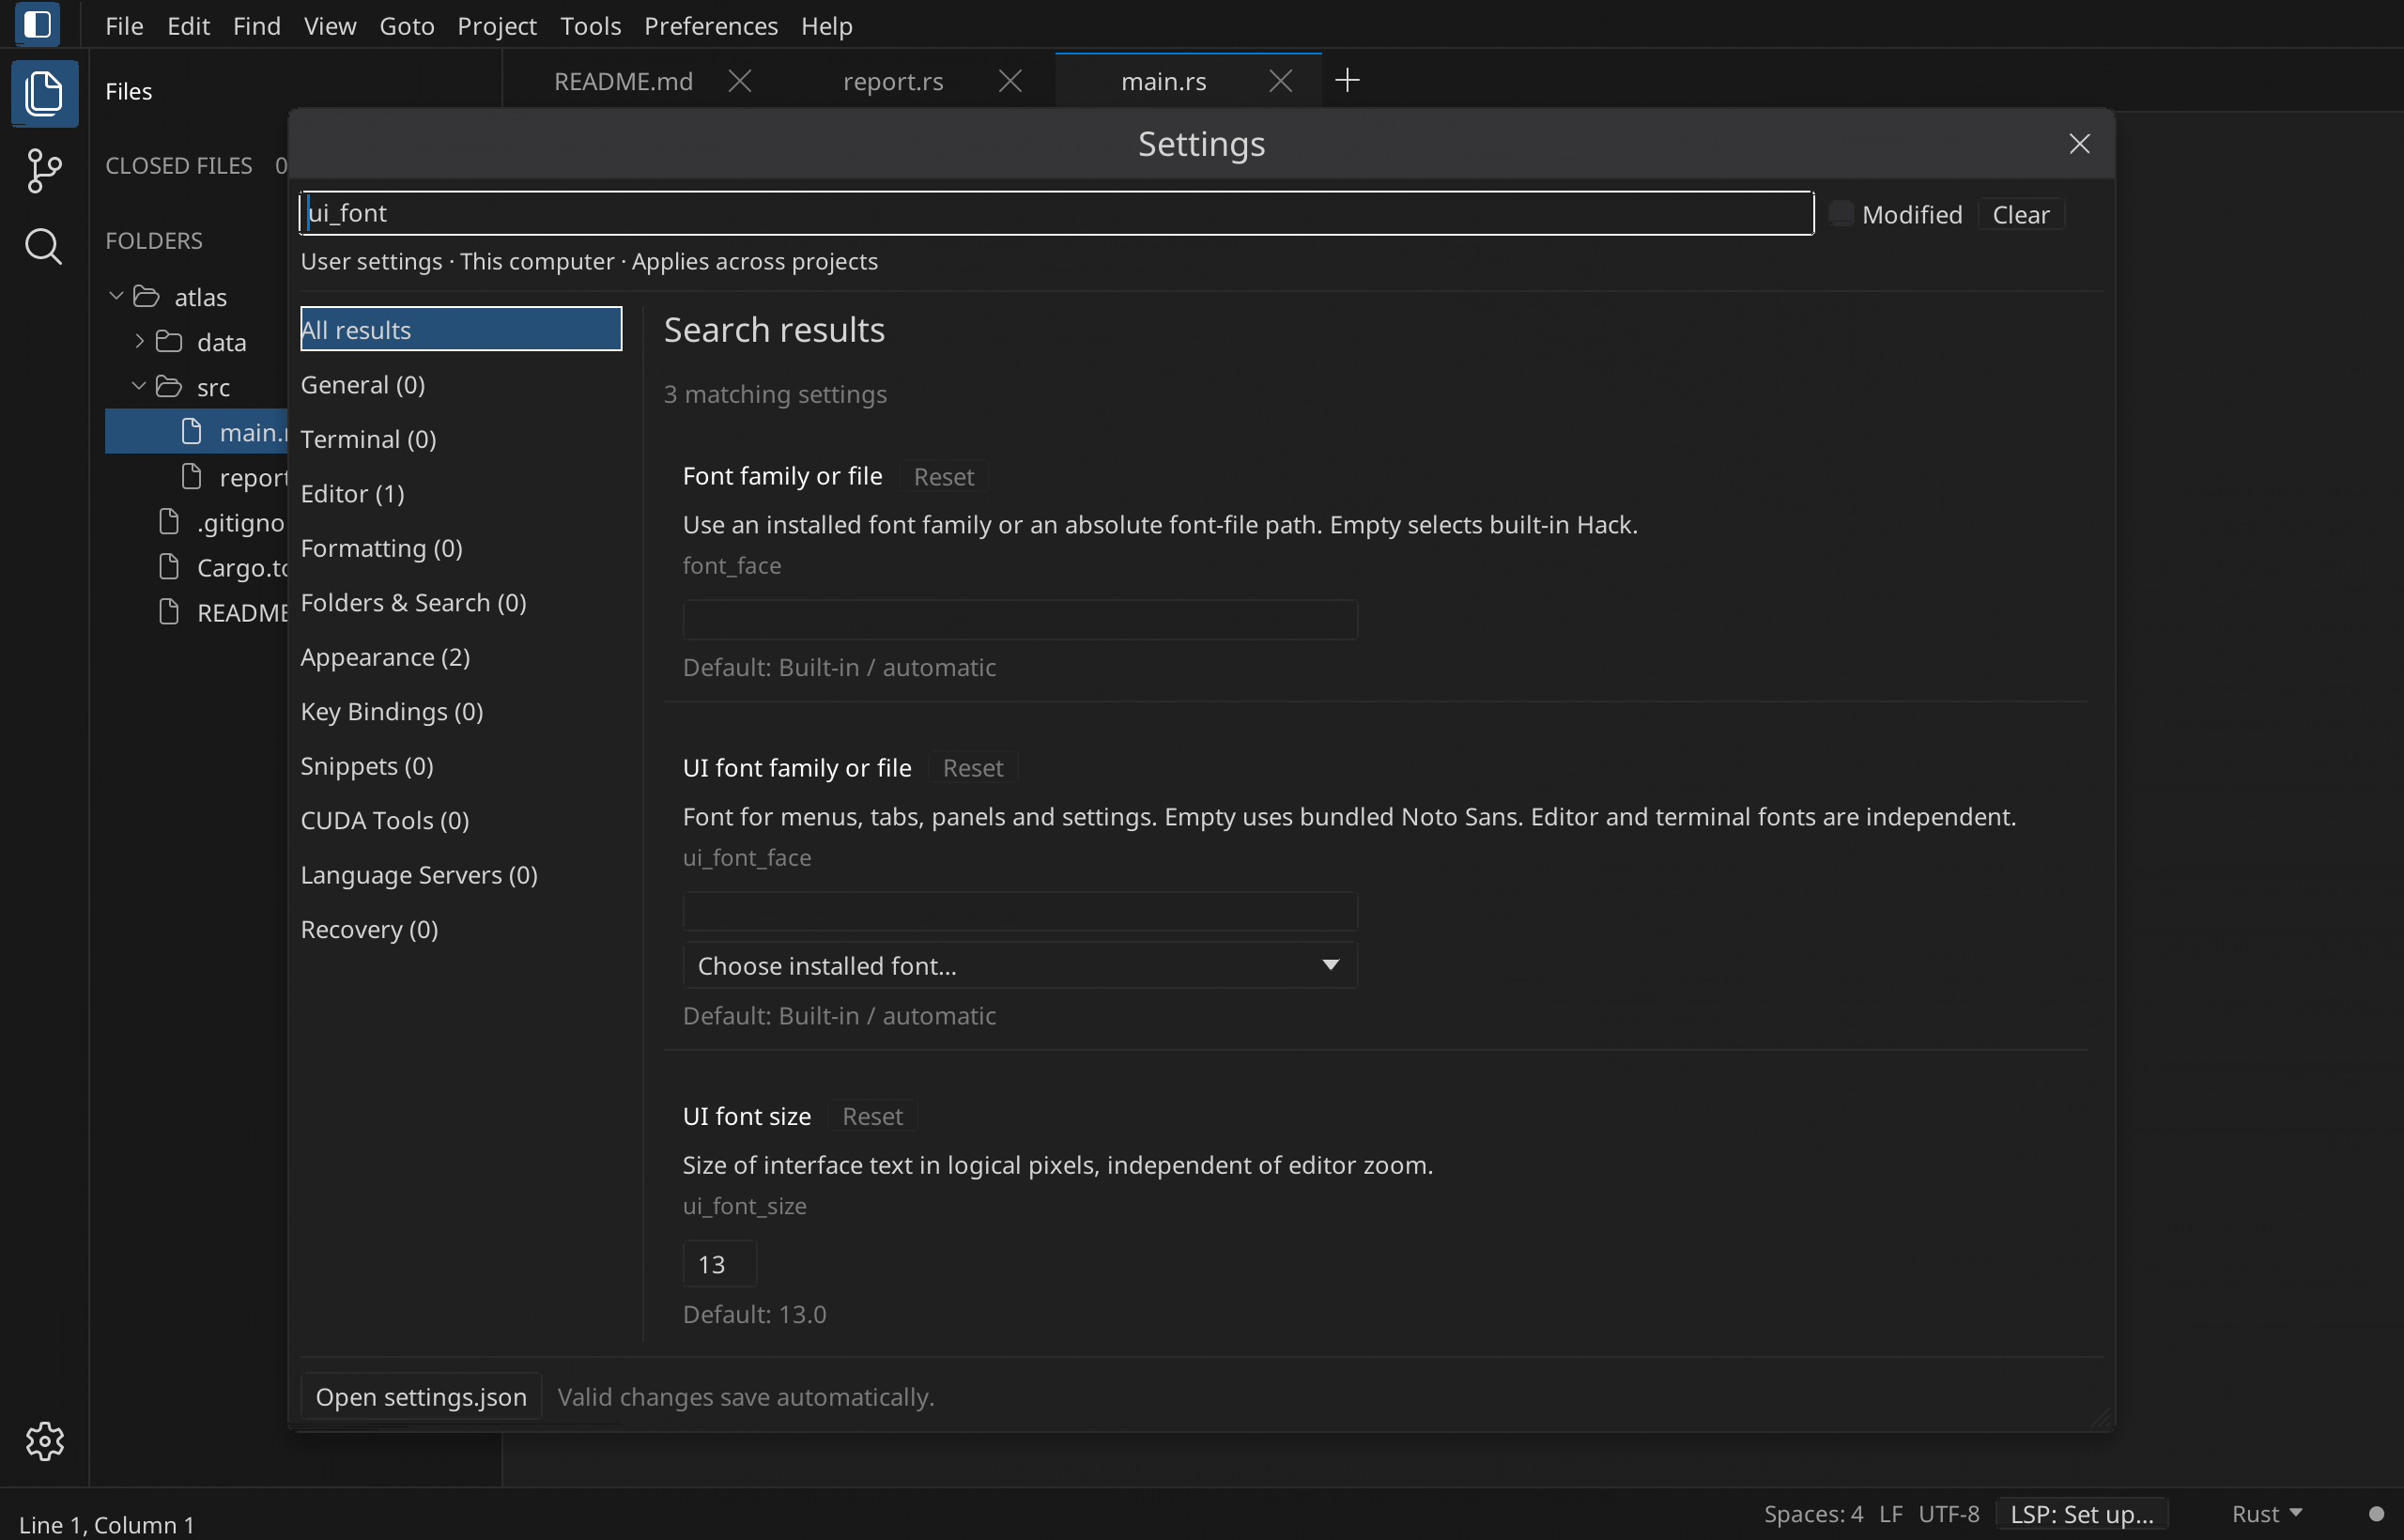 File Edit Find View Goto Project Tools Preferences Help
Files
README.md report.rs main.rs
CLOSED FILES 0
FOLDERS
atlas
data
src
main.r
report
.gitigno
Cargo.to
README
Settings
ui_font
Modified Clear
User settings · This computer · Applies across projects
All results
General (0)
Terminal (0)
Editor (1)
Formatting (0)
Folders & Search (0)
Appearance (2)
Key Bindings (0)
Snippets (0)
CUDA Tools (0)
Language Servers (0)
Recovery (0)
Search results
3 matching settings
Font family or file Reset
Use an installed font family or an absolute font-file path. Empty selects built-in Hack.
font_face
Default: Built-in / automatic
UI font family or file Reset
Font for menus, tabs, panels and settings. Empty uses bundled Noto Sans. Editor and terminal fonts are independent.
ui_font_face
Choose installed font...
Default: Built-in / automatic
UI font size Reset
Size of interface text in logical pixels, independent of editor zoom.
ui_font_size
13
Default: 13.0
Open settings.json Valid changes save automatically.
Line 1, Column 1
Spaces: 4 LF UTF-8 LSP: Set up... Rust